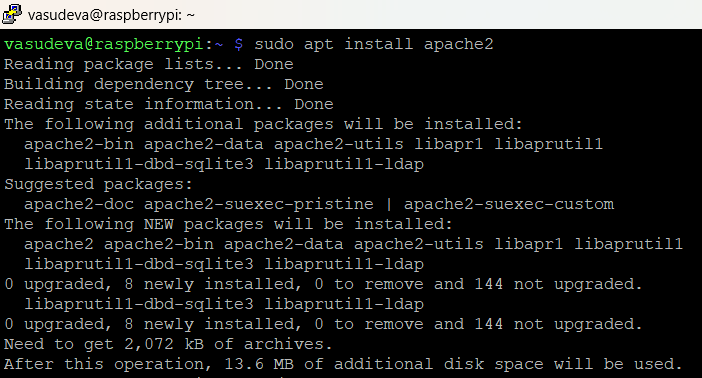 vasudeva@raspberrypi: ~
vasudeva@raspberrypi:~ $ sudo apt install apache2
Reading package lists... Done
Building dependency tree... Done
Reading state information... Done
The following additional packages will be installed:
  apache2-bin apache2-data apache2-utils libapr1 libaprutil1
  libaprutil1-dbd-sqlite3 libaprutil1-ldap
Suggested packages:
  apache2-doc apache2-suexec-pristine | apache2-suexec-custom
The following NEW packages will be installed:
  apache2 apache2-bin apache2-data apache2-utils libapr1 libaprutil1
  libaprutil1-dbd-sqlite3 libaprutil1-ldap
0 upgraded, 8 newly installed, 0 to remove and 144 not upgraded.
  libaprutil1-dbd-sqlite3 libaprutil1-ldap
0 upgraded, 8 newly installed, 0 to remove and 144 not upgraded.
Need to get 2,072 kB of archives.
After this operation, 13.6 MB of additional disk space will be used.